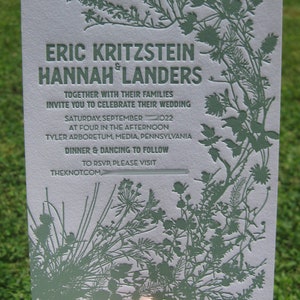 ERIC KRITZSTEIN
&
HANNAH LANDERS
TOGETHER WITH THEIR FAMILIES
INVITE YOU TO CELEBRATE THEIR WEDDING
SATURDAY, SEPTEMBER 2022
AT FOUR IN THE AFTERNOON
TYLER ARBORETUM, MEDIA, PENNSYLVANIA
DINNER & DANCING TO FOLLOW
TO RSVP, PLEASE VISIT
THEKNOT.COM